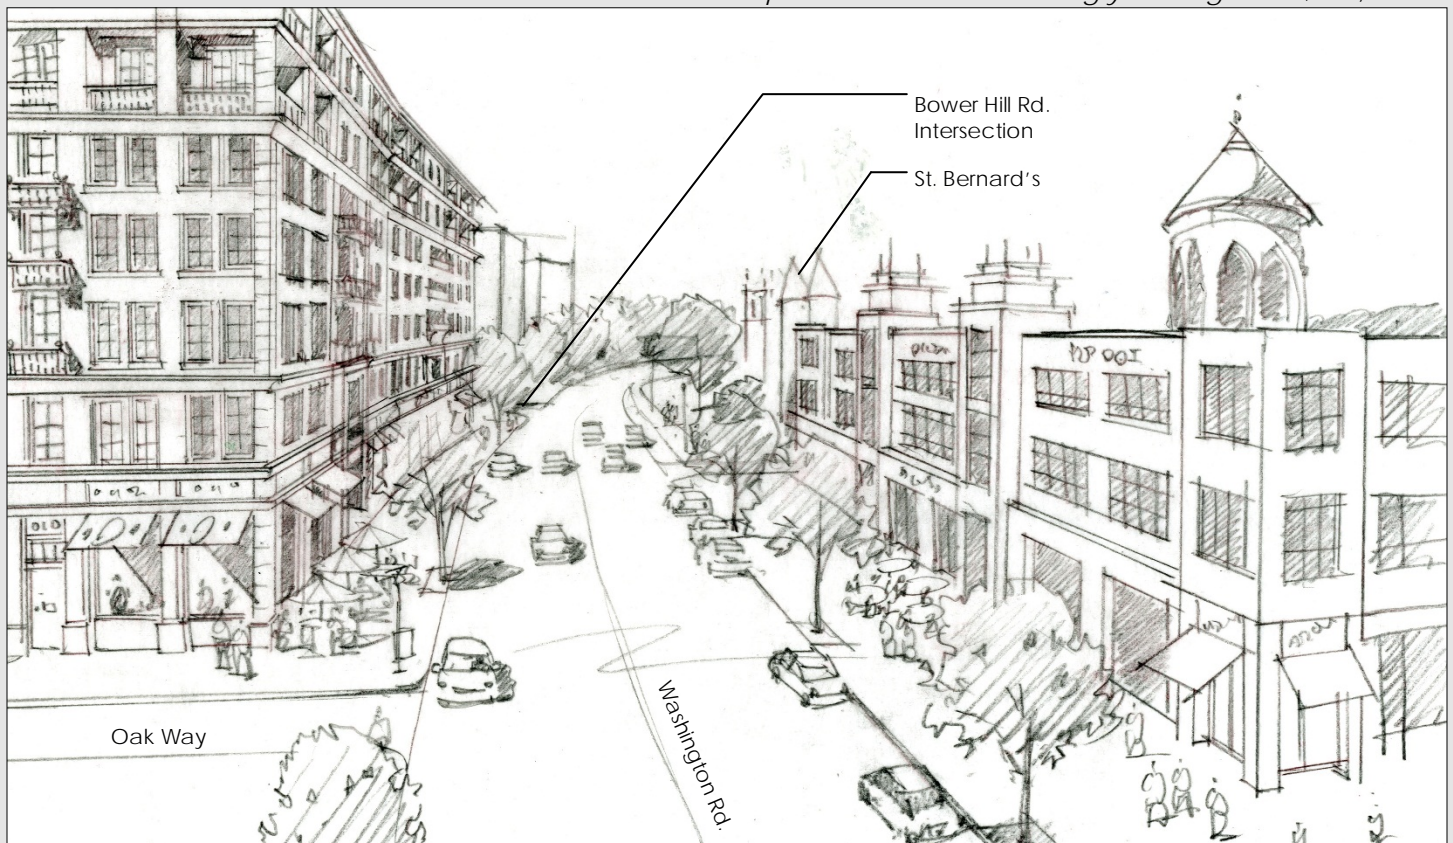 Bower Hill Rd.
Intersection
St. Bernard's
Oak Way
Washington Rd.